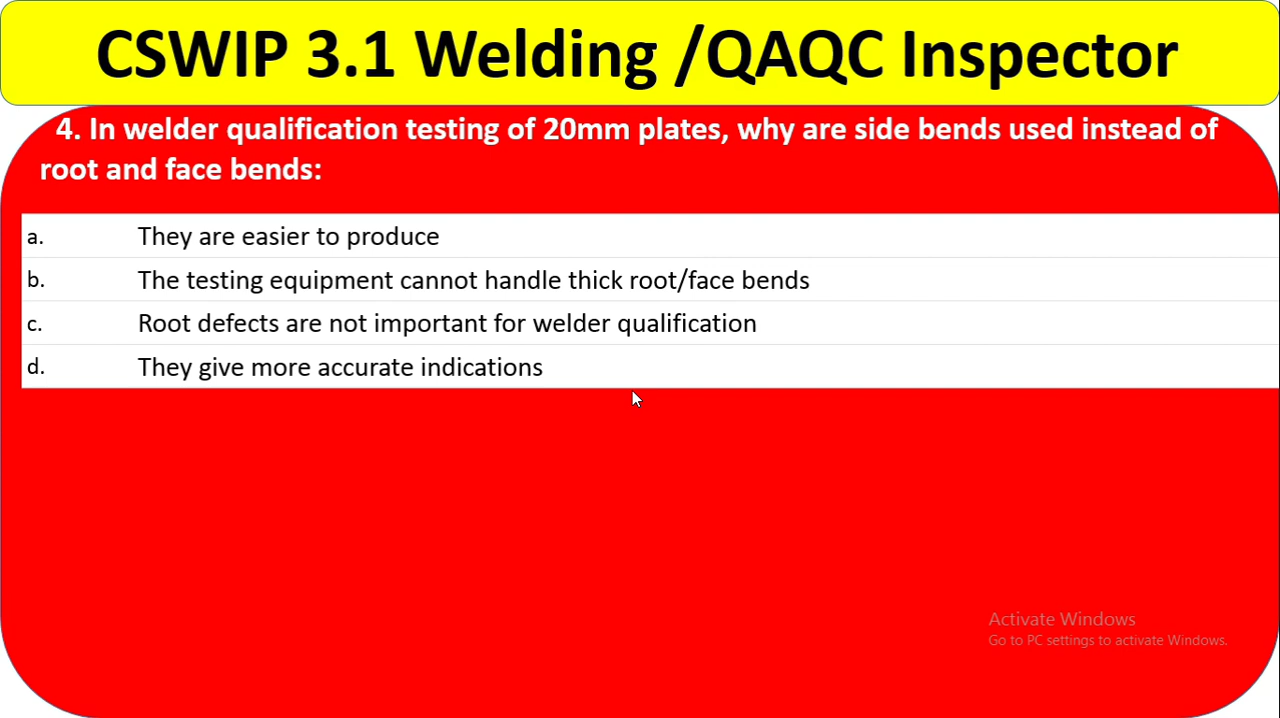 CSWIP 3.1 Welding /QAQC Inspector
4. In welder qualification testing of 20mm plates, why are side bends used instead of
root and face bends:
a. They are easier to produce
b. The testing equipment cannot handle thick root/face bends
c. Root defects are not important for welder qualification
d. They give more accurate indications
Activate Windows
Go to PC settings to activate Windows.